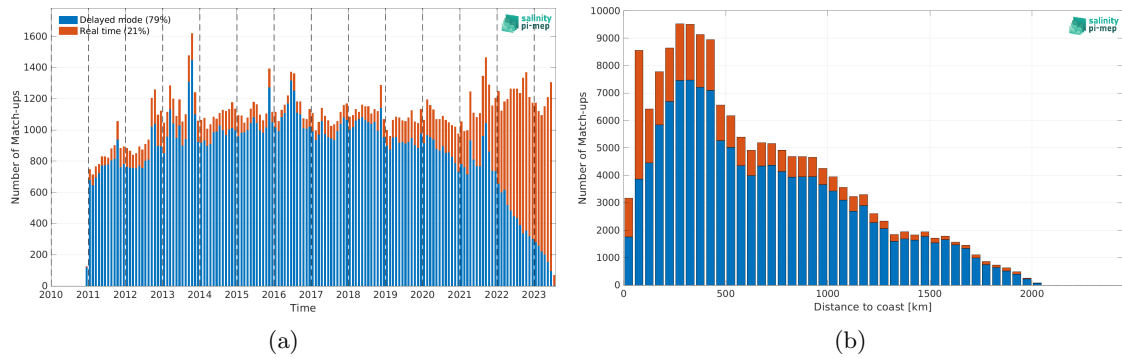 Delayed mode (79%)
Real time (21%)
salinity
pi-mep
Number of Match-ups
1600
1400
1200
1000
800
600
400
200
0
2010 2011 2012 2013 2014 2015 2016 2017 2018 2019 2020 2021 2022 2023
Time
(a)
salinity
pi-mep
Number of Match-ups
10000
9000
8000
7000
6000
5000
4000
3000
2000
1000
0
0 500 1000 1500 2000
Distance to coast [km]
(b)